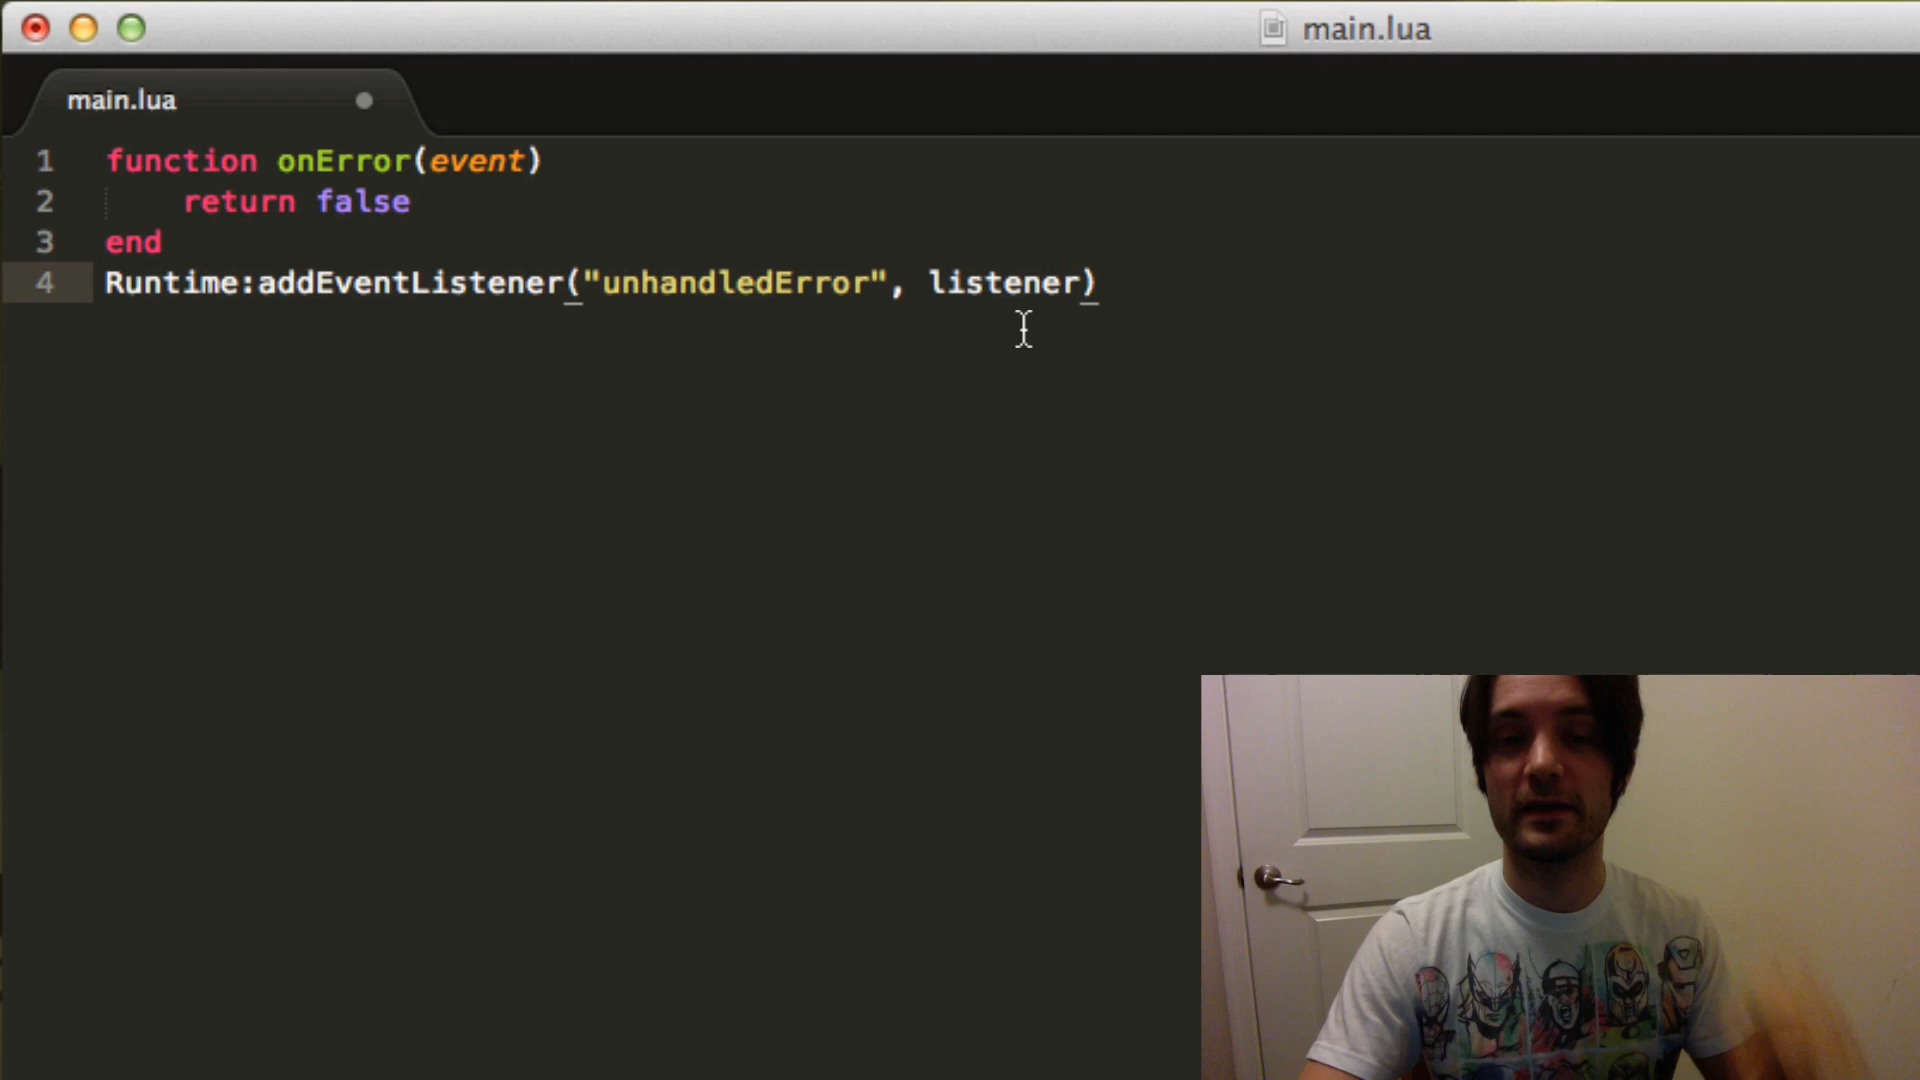 main.lua
main.lua
1 function onError(event)
2 return false
3 end
4 Runtime:addEventListener("unhandledError", listener)